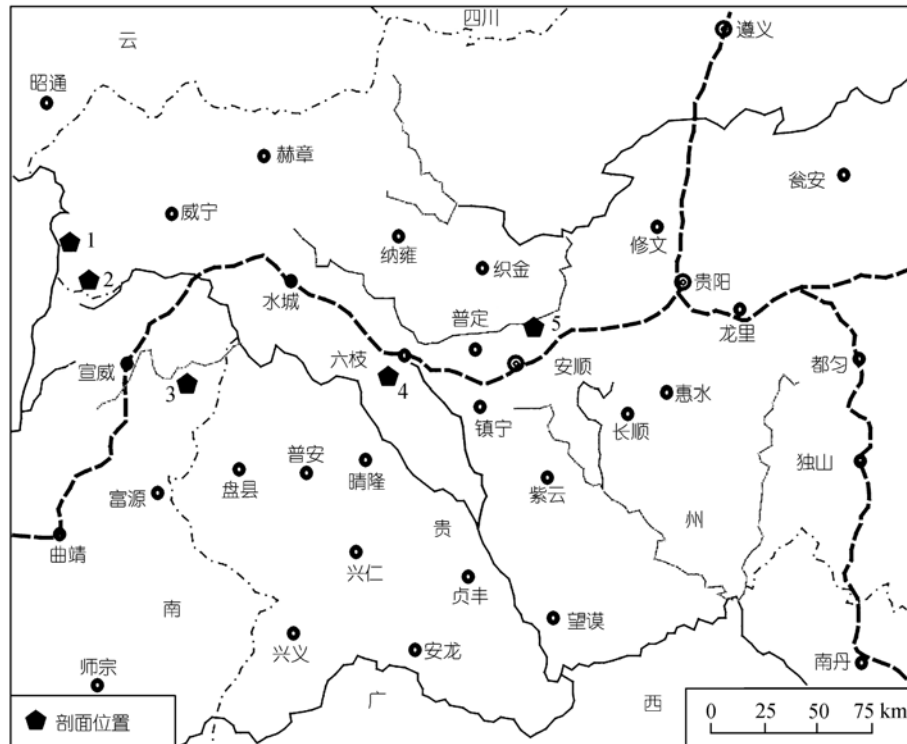 四川
遵义
云
昭通
赫章
瓮安
威宁
1
纳雍
修文
2
织金
贵阳
水城
普定
5
龙里
宣威
六枝
安顺
都匀
3
4
镇宁
惠水
长顺
普安
晴隆
独山
盘县
紫云
富源
贵
州
曲靖
兴仁
贞丰
南
望谟
兴义
安龙
南丹
师宗
广
西
剖面位置
0 25 50 75 km